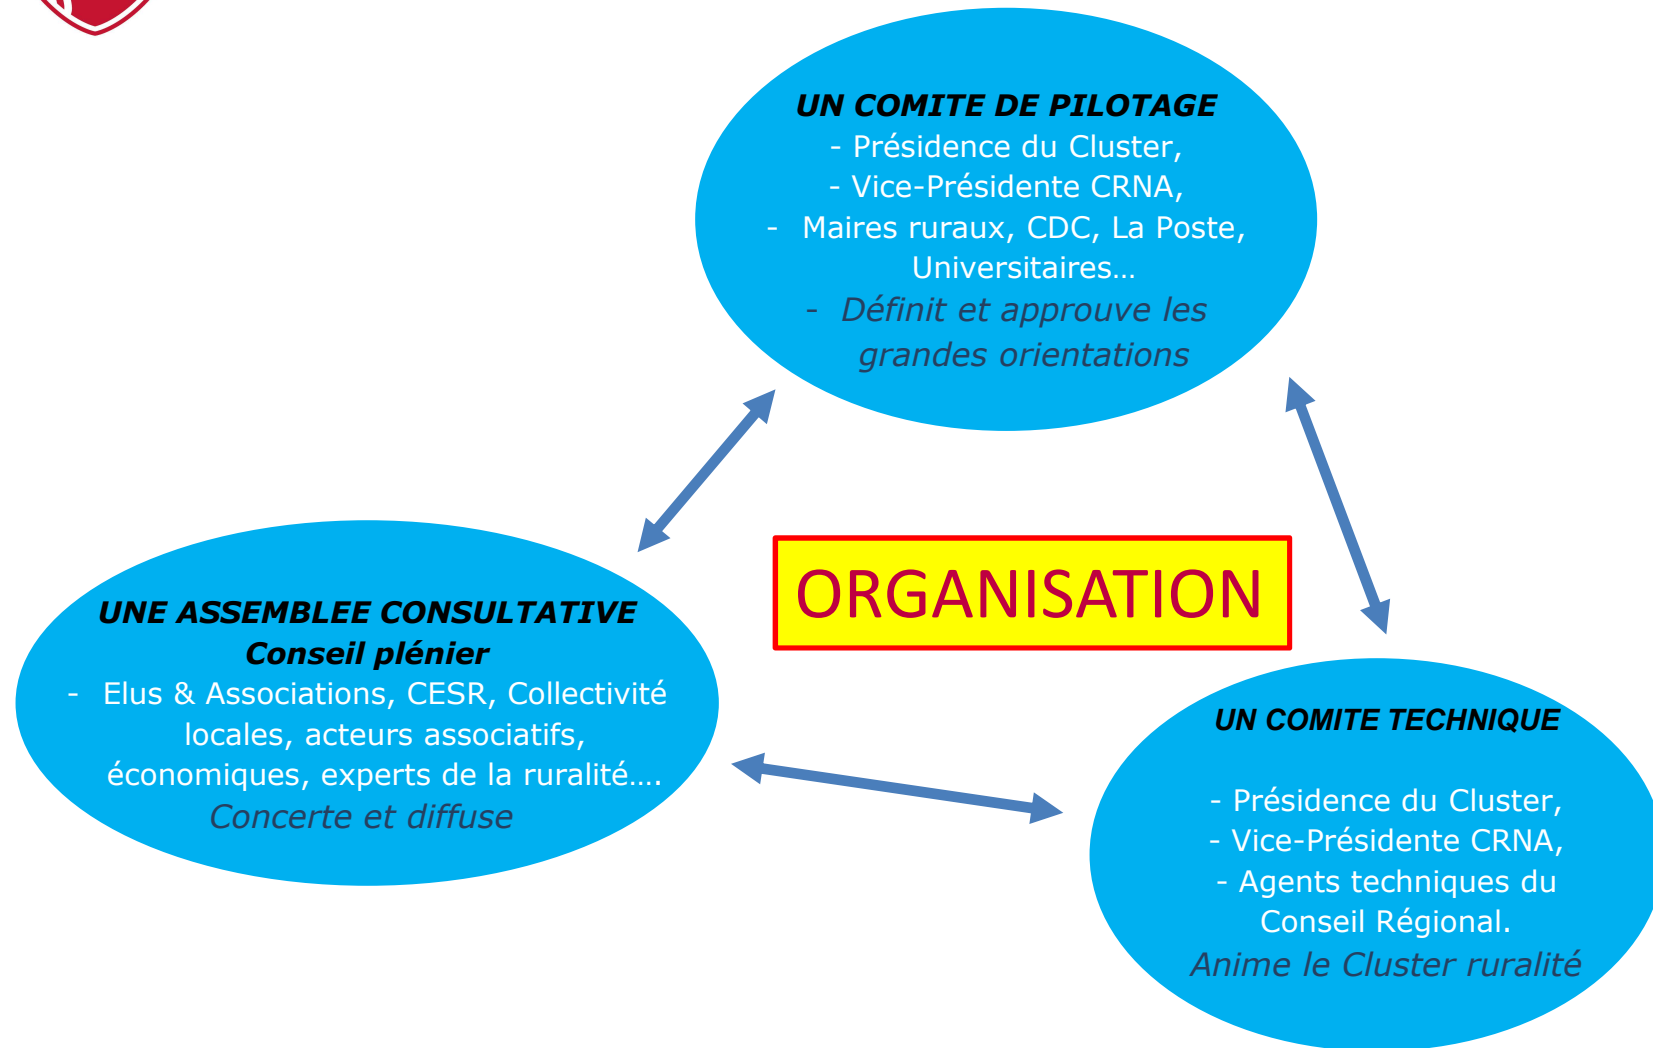 UN COMITE DE PILOTAGE
- Présidence du Cluster,
- Vice-Présidente CRNA,
- Maires ruraux, CDC, La Poste,
Universitaires…
- Définit et approuve les
grandes orientations
ORGANISATION
UNE ASSEMBLEE CONSULTATIVE
Conseil plénier
- Elus & Associations, CESR, Collectivité
locales, acteurs associatifs,
économiques, experts de la ruralité….
Concerte et diffuse
UN COMITE TECHNIQUE
- Présidence du Cluster,
- Vice-Présidente CRNA,
- Agents techniques du
Conseil Régional.
Anime le Cluster ruralité